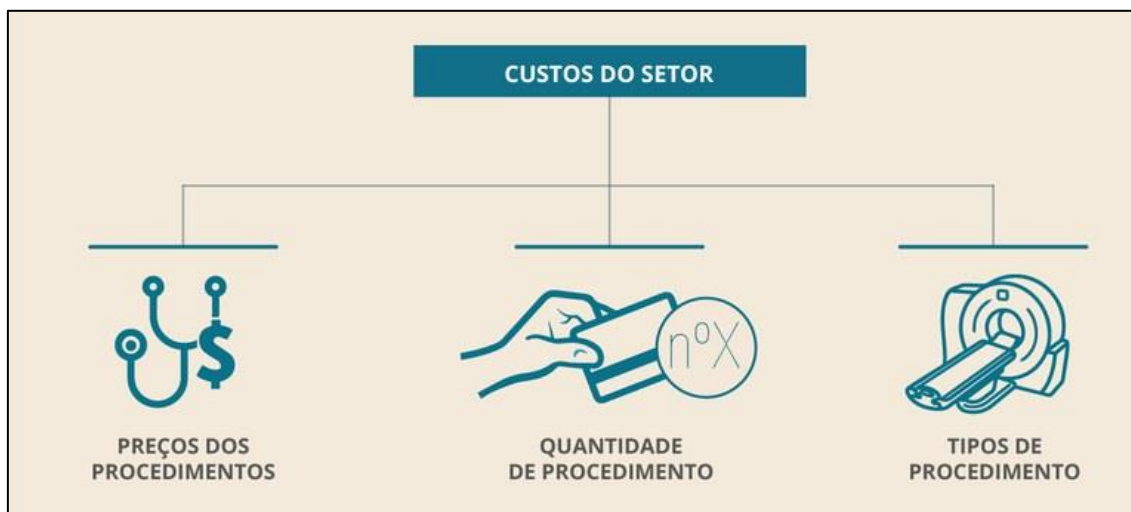 CUSTOS DO SETOR
nºX
PREÇOS DOS
PROCEDIMENTOS
QUANTIDADE
DE PROCEDIMENTO
TIPOS DE
PROCEDIMENTO